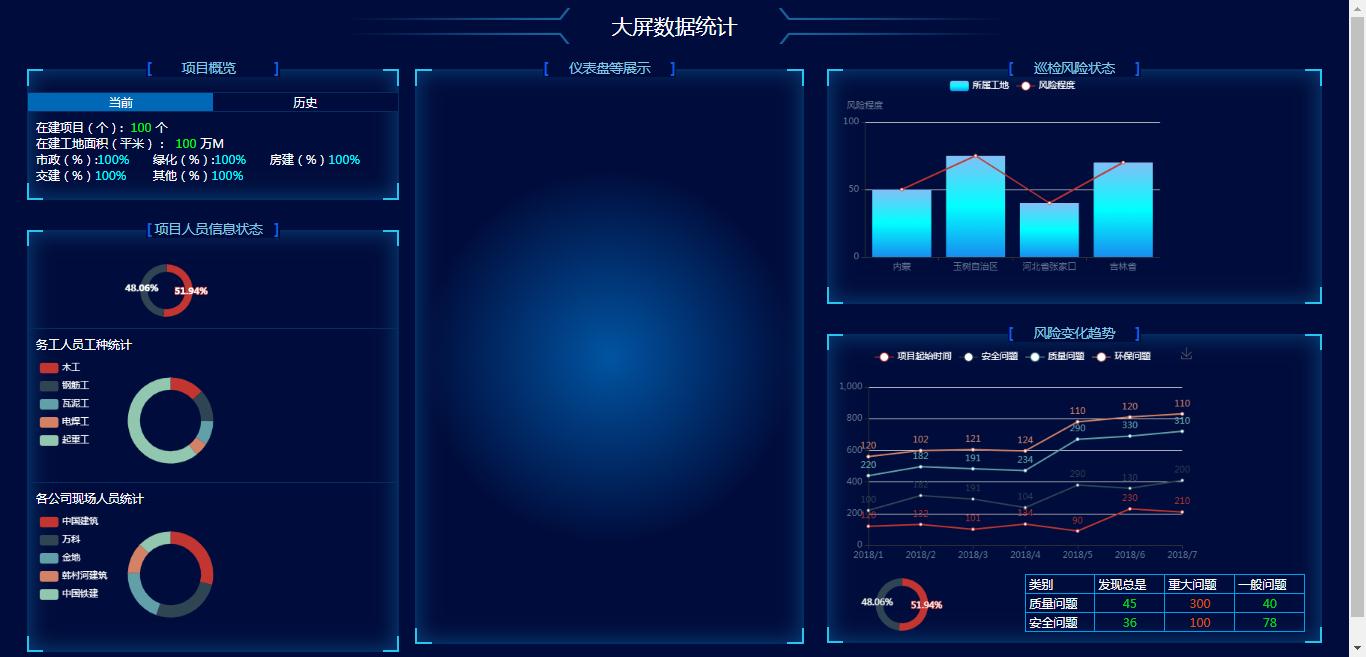 大屏数据统计
[ 项目概览 ]
当前 历史
在建项目（个）: 100 个
在建工地面积（平米）： 100 万M
市政（%）:100% 绿化（%）:100% 房建（%）100%
交建（%）100% 其他（%）100%
[ 项目人员信息状态 ]
48.06% 51.94%
各工人员工种统计
木工
钢筋工
瓦泥工
电焊工
起重工
各公司现场人员统计
中国建筑
万科
金地
韩村河建筑
中国铁建
[ 仪表盘等展示 ]
[ 巡检风险状态 ]
所属工地 风险程度
风险程度
100
50
0
内蒙 玉树自治区 河北省张家口 吉林省
[ 风险变化趋势 ]
项目起始时间 安全问题 质量问题 环保问题
1,000
800
600
400
200
0
120 102 121 124 110 120 110
220 182 191 234 290 330 310
100 182 191 104 290 130 200
120 132 101 134 90 230 210
2018/1 2018/2 2018/3 2018/4 2018/5 2018/6 2018/7
48.06% 51.94%
类别 发现总是 重大问题 一般问题
质量问题 45 300 40
安全问题 36 100 78